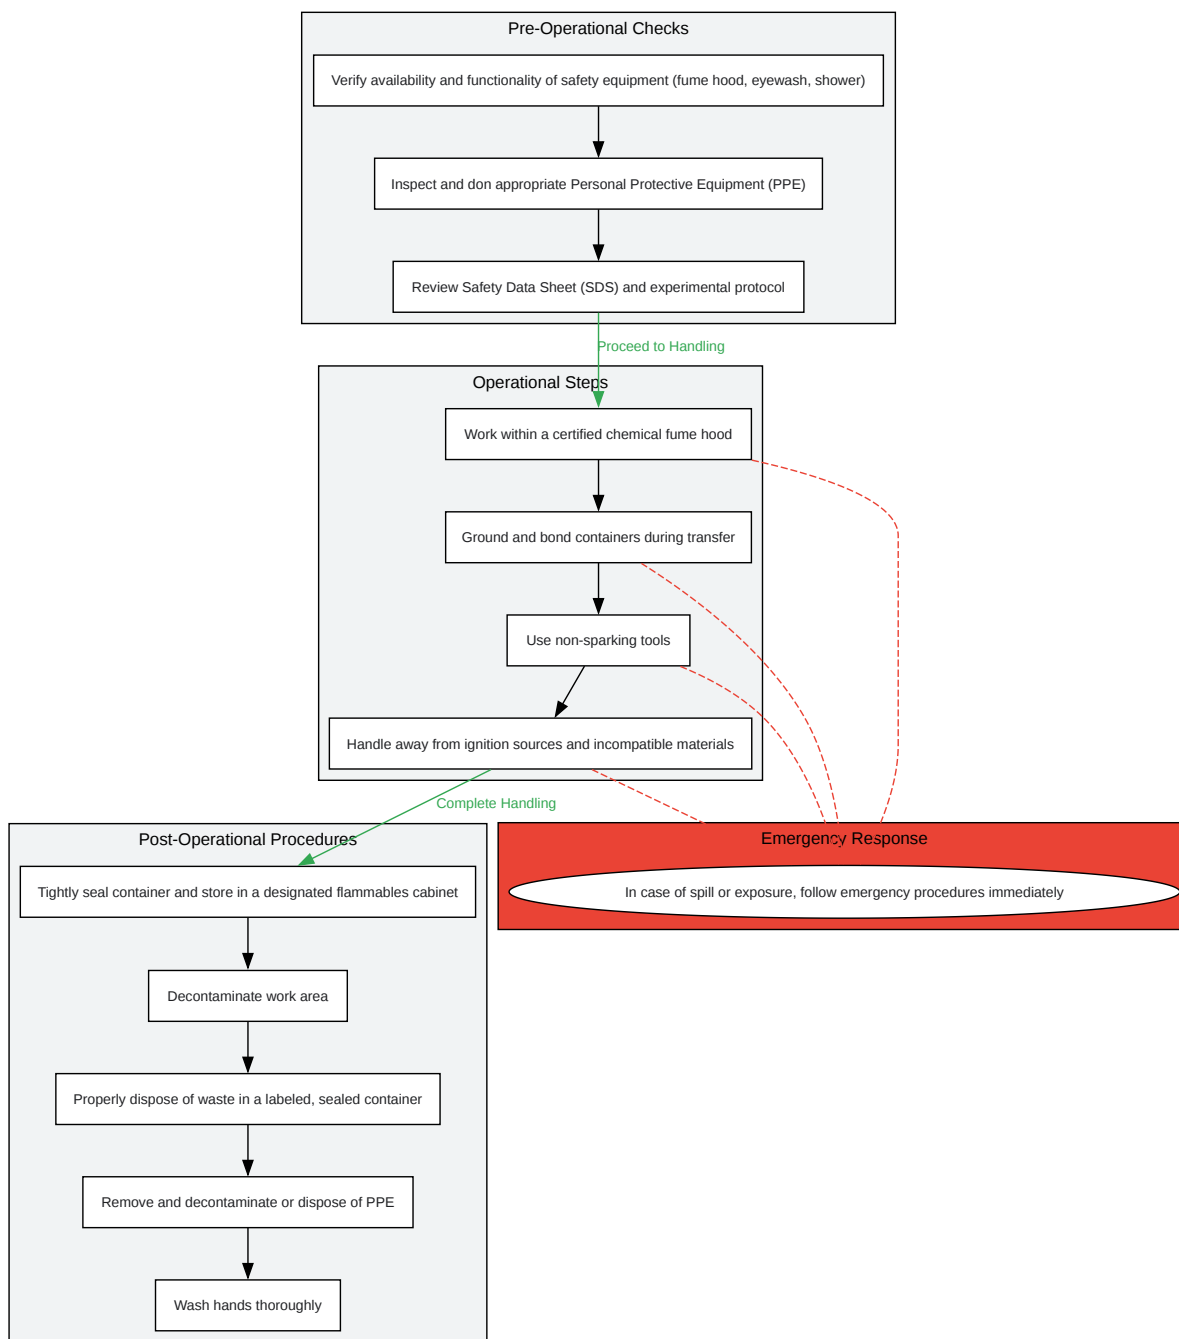 Pre-Operational Checks
Verify availability and functionality of safety equipment (fume hood, eyewash, shower)
Inspect and don appropriate Personal Protective Equipment (PPE)
Review Safety Data Sheet (SDS) and experimental protocol
Proceed to Handling
Operational Steps
Work within a certified chemical fume hood
Ground and bond containers during transfer
Use non-sparking tools
Handle away from ignition sources and incompatible materials
Complete Handling
Post-Operational Procedures
Tightly seal container and store in a designated flammables cabinet
Decontaminate work area
Properly dispose of waste in a labeled, sealed container
Remove and decontaminate or dispose of PPE
Wash hands thoroughly
Emergency Response
In case of spill or exposure, follow emergency procedures immediately